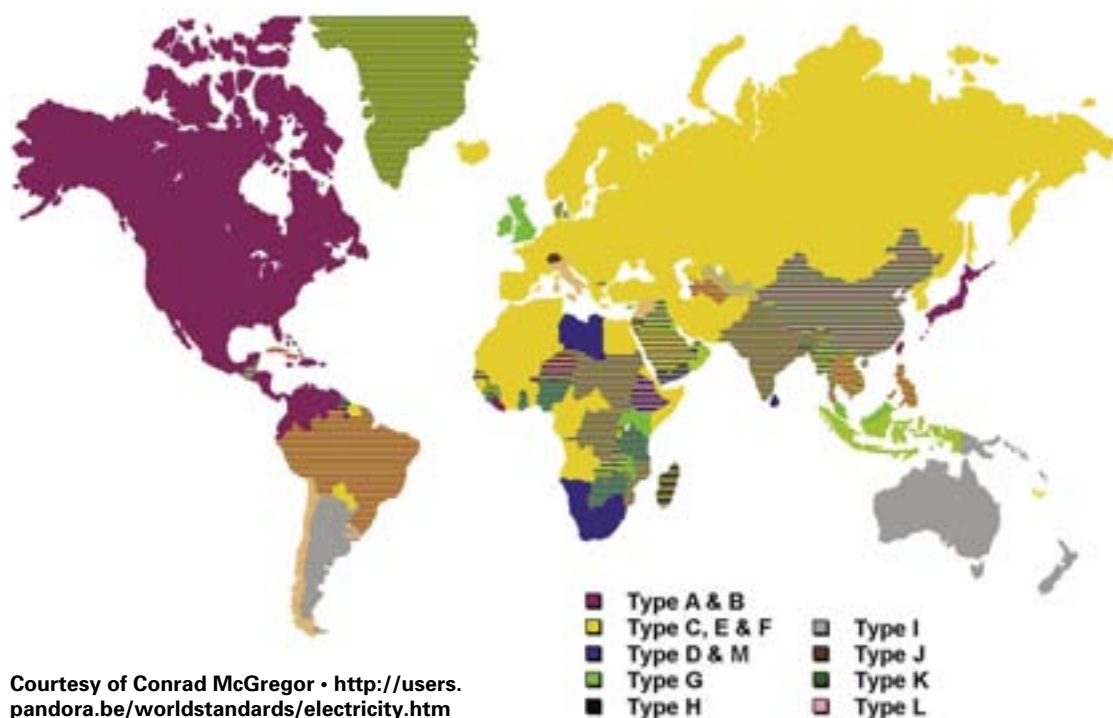 Type A & B
Type C, E & F
Type D & M
Type G
Type H
Type I
Type J
Type K
Type L
Courtesy of Conrad McGregor • http://users.
pandora.be/worldstandards/electricity.htm